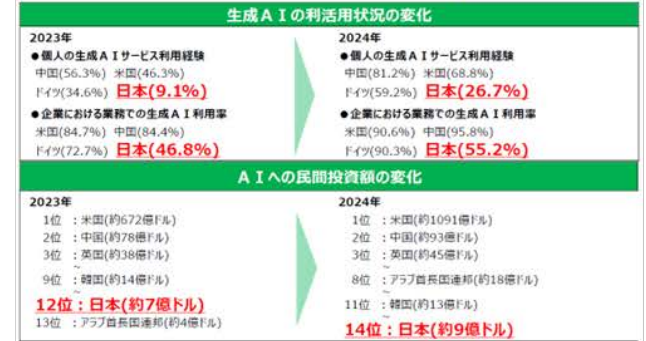 生成ＡＩの利活用状況の変化
2023年
●個人の生成ＡＩサービス利用経験
中国(56.3%) 米国(46.3%)
ドイツ(34.6%) 日本(9.1%)
●企業における業務での生成ＡＩ利用率
米国(84.7%) 中国(84.4%)
ドイツ(72.7%) 日本(46.8%)
2024年
●個人の生成ＡＩサービス利用経験
中国(81.2%) 米国(68.8%)
ドイツ(59.2%) 日本(26.7%)
●企業における業務での生成ＡＩ利用率
米国(90.6%) 中国(95.8%)
ドイツ(90.3%) 日本(55.2%)
ＡＩへの民間投資額の変化
2023年
1位 ：米国(約672億ドル)
2位 ：中国(約78億ドル)
3位 ：英国(約38億ドル)
～
9位 ：韓国(約14億ドル)
～
12位：日本(約7億ドル)
13位 ：アラブ首長国連邦(約4億ドル)
2024年
1位 ：米国(約1091億ドル)
2位 ：中国(約93億ドル)
3位 ：英国(約45億ドル)
～
8位 ：アラブ首長国連邦(約18億ドル)
～
11位 ：韓国(約13億ドル)
～
14位：日本(約9億ドル)